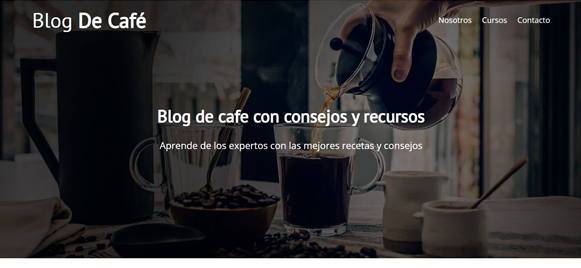 Blog De Café
Nosotros Cursos Contacto
Blog de cafe con consejos y recursos
Aprende de los expertos con las mejores recetas y consejos